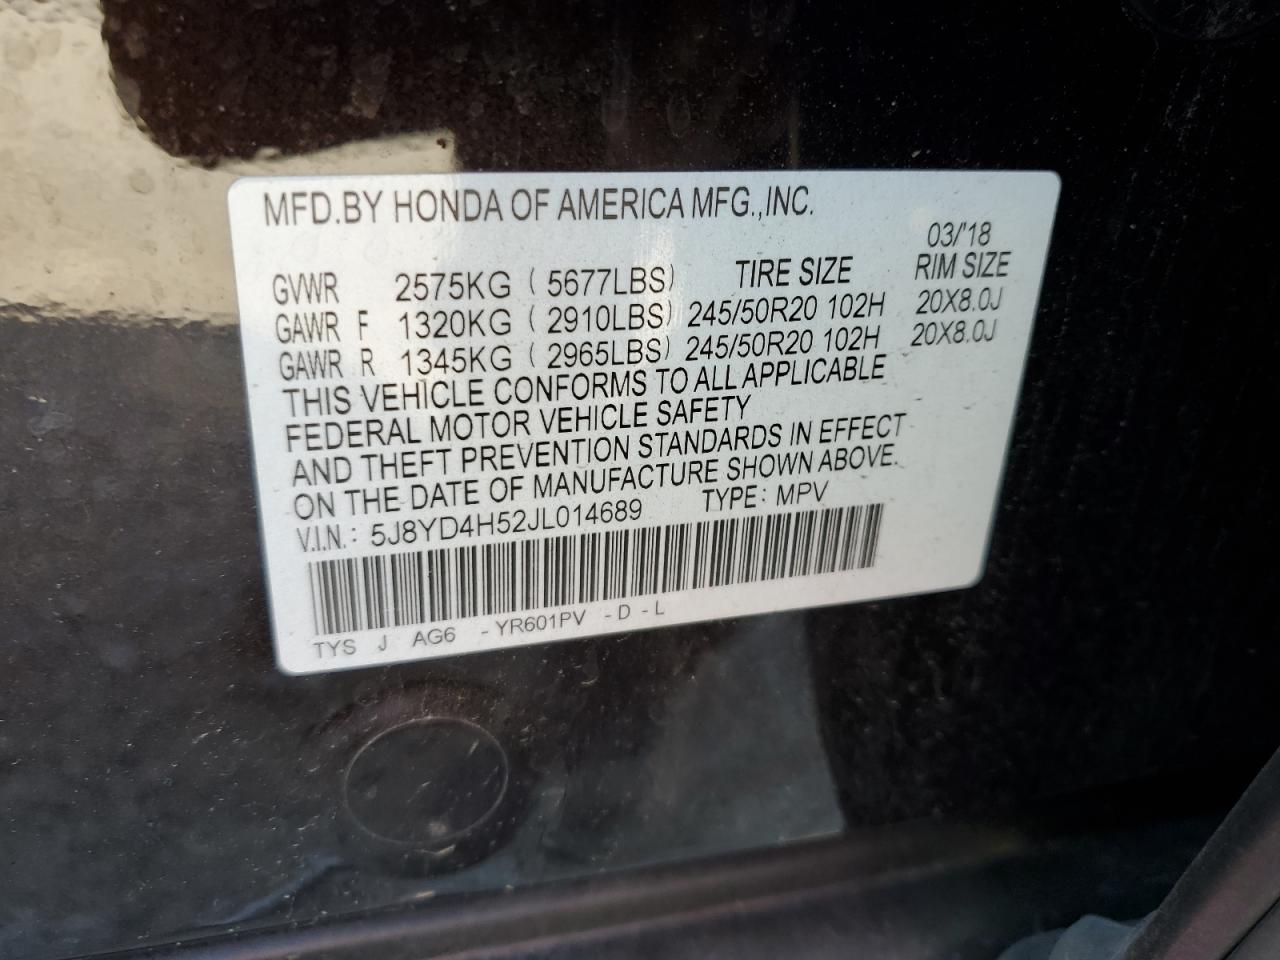 MFD.BY HONDA OF AMERICA MFG.,INC.
03/'18
GVWR 2575KG ( 5677LBS) TIRE SIZE RIM SIZE
GAWR F 1320KG ( 2910LBS) 245/50R20 102H 20X8.0J
GAWR R 1345KG ( 2965LBS) 245/50R20 102H 20X8.0J
THIS VEHICLE CONFORMS TO ALL APPLICABLE
FEDERAL MOTOR VEHICLE SAFETY
AND THEFT PREVENTION STANDARDS IN EFFECT
ON THE DATE OF MANUFACTURE SHOWN ABOVE.
V.I.N.: 5J8YD4H52JL014689 TYPE: MPV
TYS J AG6 -YR601PV -D -L